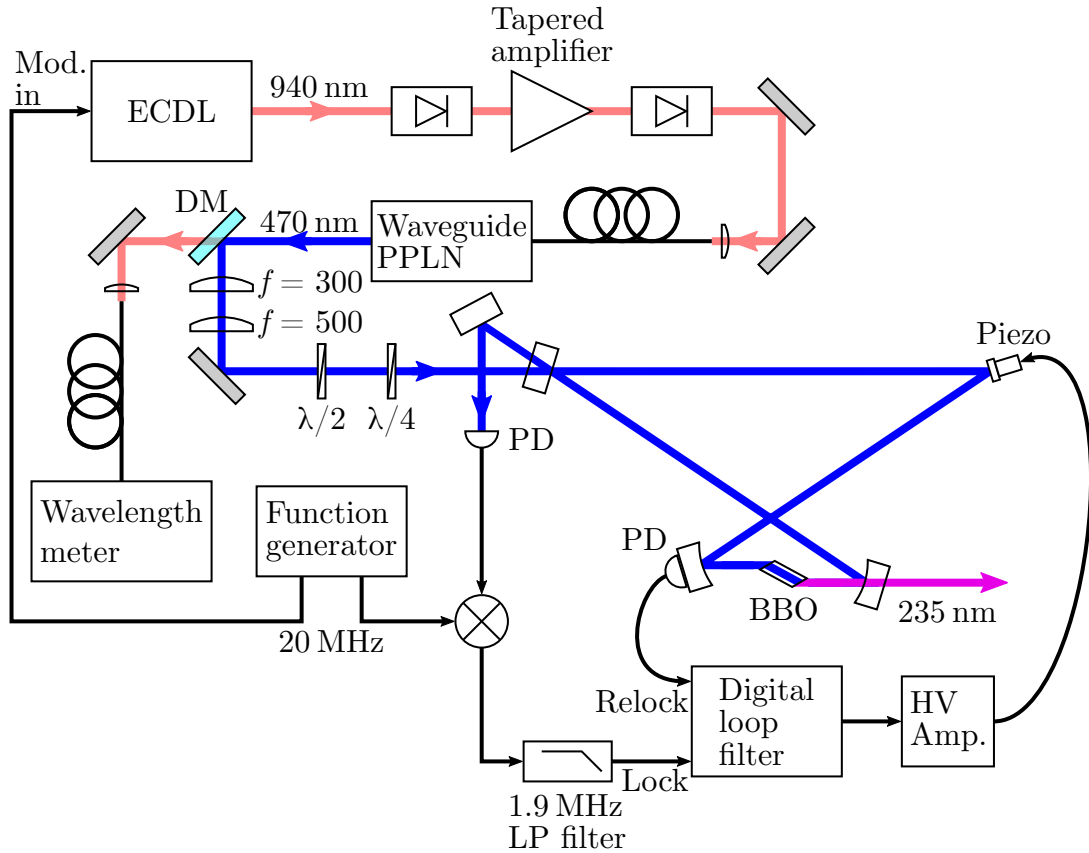 Tapered
amplifier
Mod.
in
ECDL
940 nm
DM
470 nm
Waveguide
PPLN
f = 300
f = 500
Piezo
λ/2
λ/4
PD
Wavelength
meter
Function
generator
PD
BBO
235 nm
20 MHz
Relock
Digital
loop
filter
HV
Amp.
Lock
1.9 MHz
LP filter